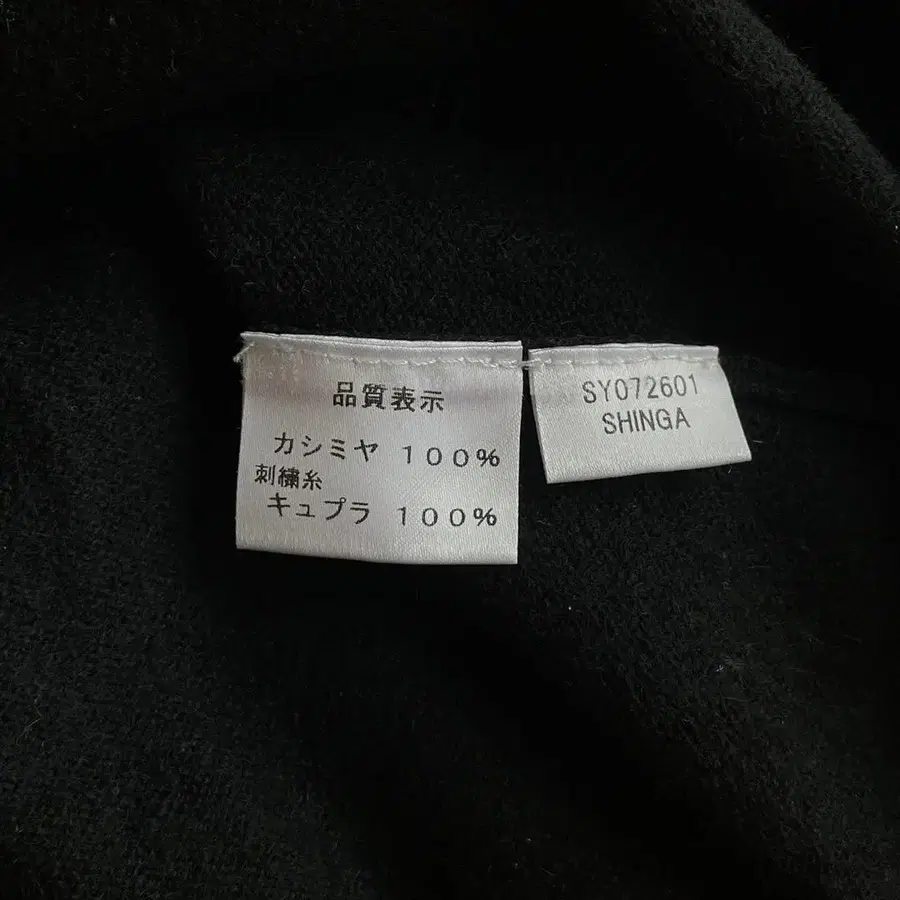 品質表示
カシミヤ 100%
刺繍糸
キュプラ 100%
SY072601
SHINGA